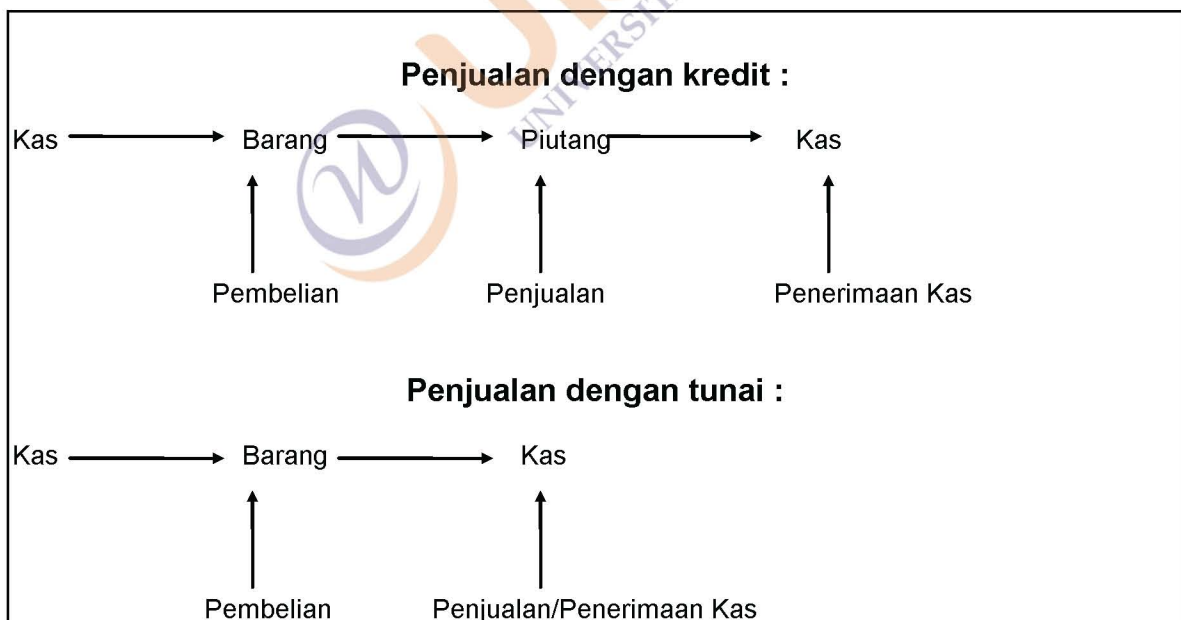 Penjualan dengan kredit :
Kas Barang Piutang Kas
Pembelian Penjualan Penerimaan Kas
Penjualan dengan tunai :
Kas Barang Kas
Pembelian Penjualan/Penerimaan Kas